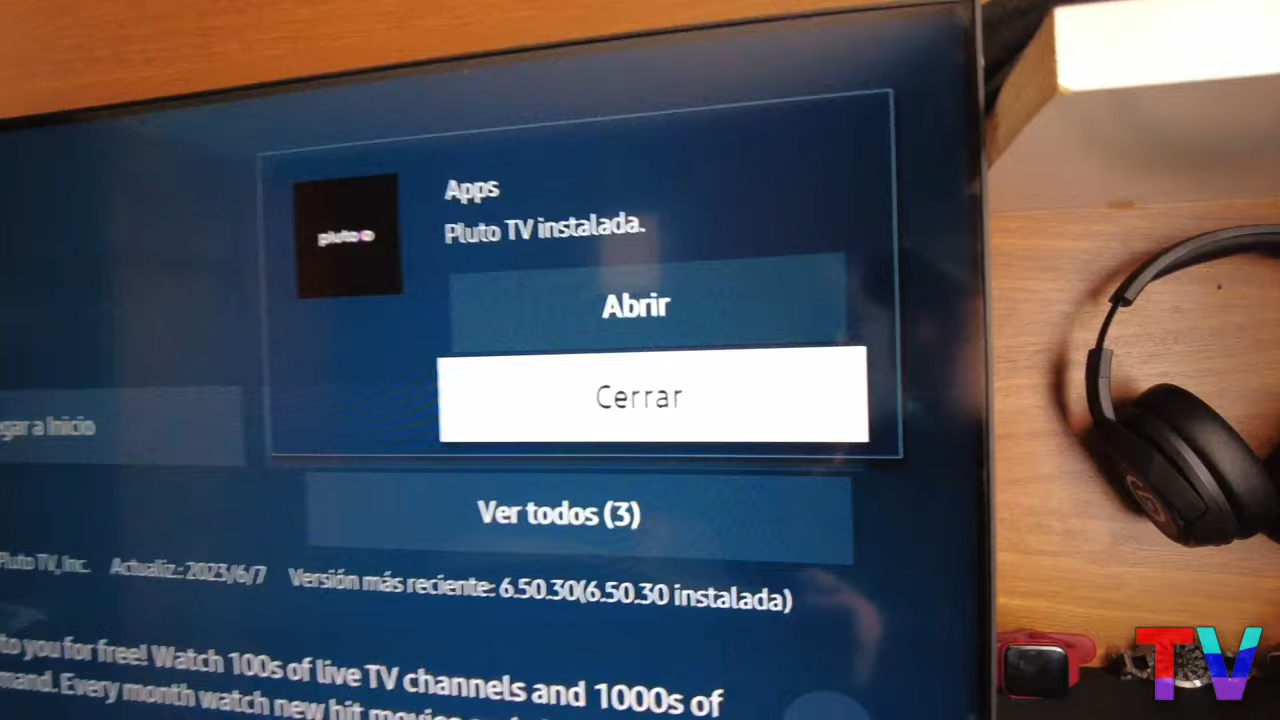 Apps
Pluto TV instalada.
pluto
Abrir
Cerrar
a Inicio
Ver todos (3)
Pluto TV, Inc. Actualiz.: 2023/6/7 Versión más reciente: 6.50.30(6.50.30 instalada)
to you for free! Watch 100s of live TV channels and 1000s of
mand. Every month watch new hit movies
TV